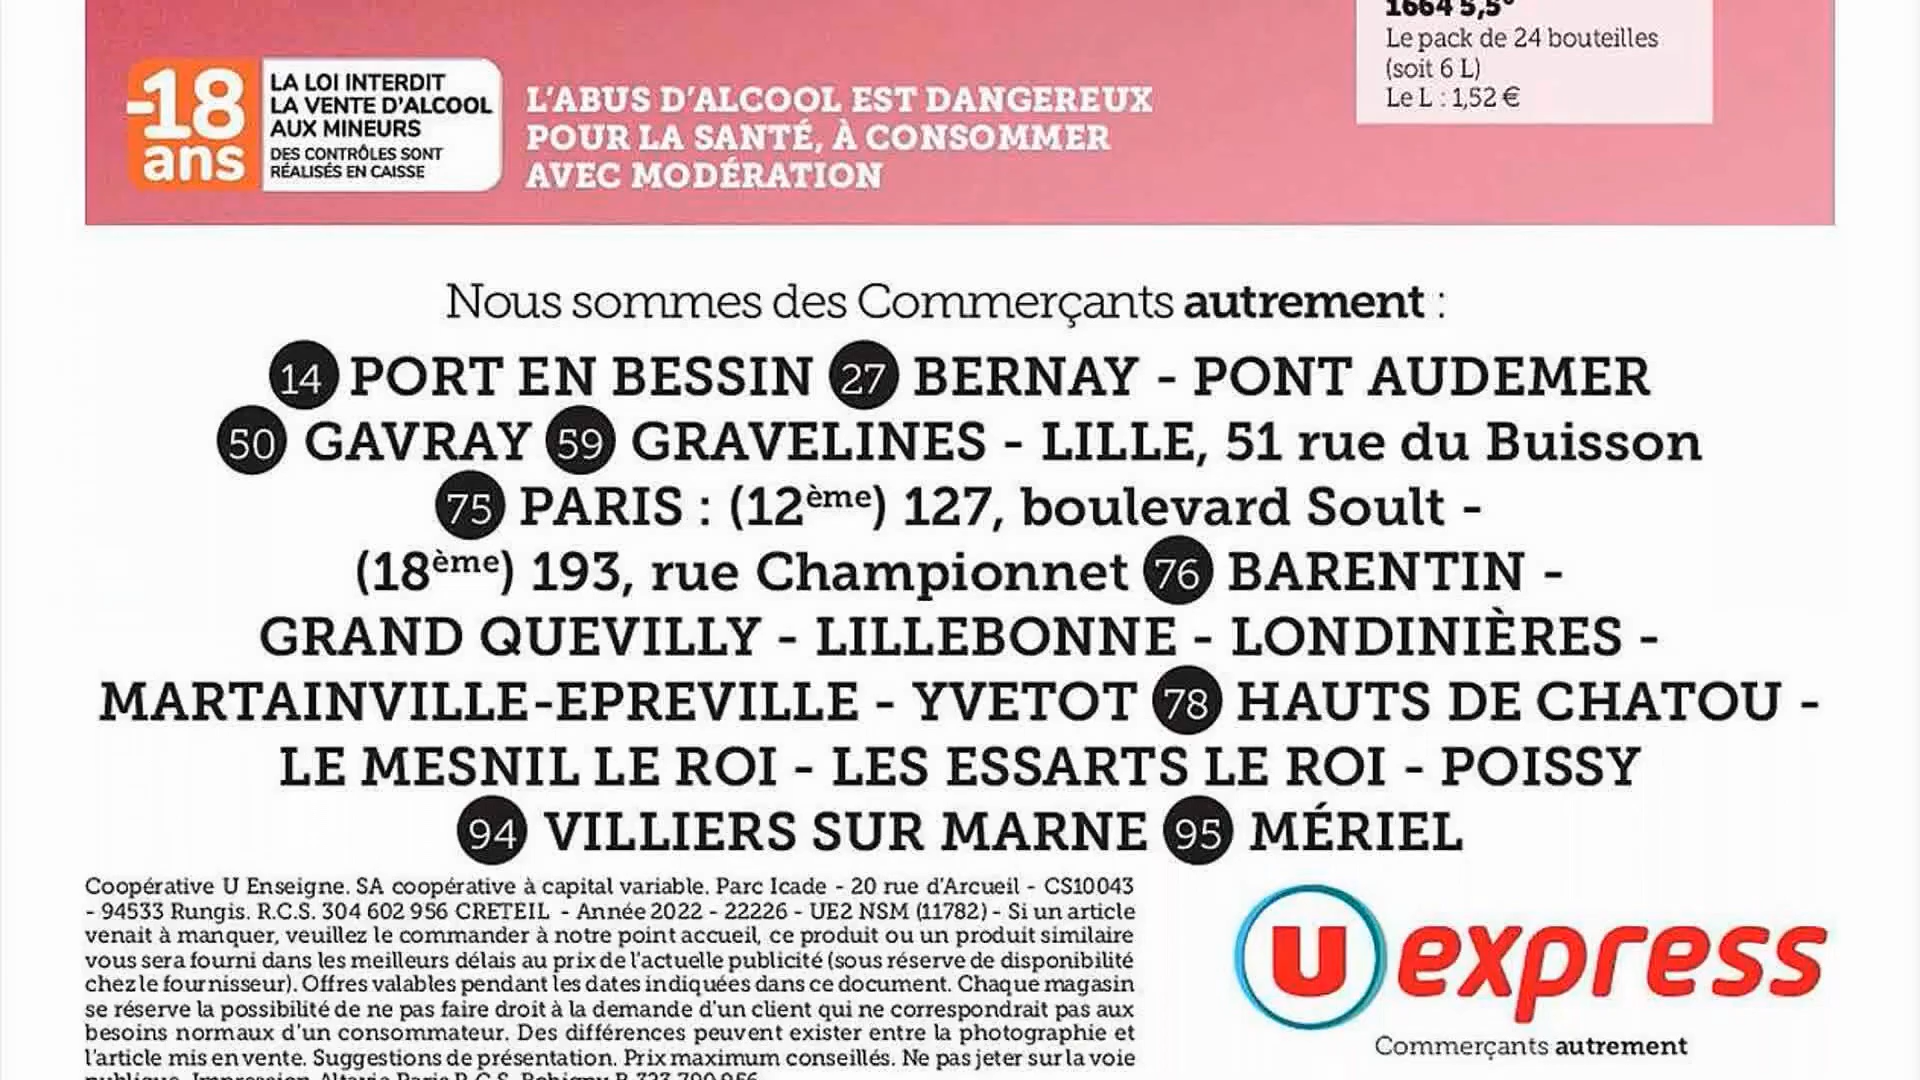 1664 5,5°
Le pack de 24 bouteilles
(soit 6 L)
Le L : 1,52 €
-18
ans
LA LOI INTERDIT
LA VENTE D'ALCOOL
AUX MINEURS
DES CONTRÔLES SONT
RÉALISÉS EN CAISSE
L'ABUS D'ALCOOL EST DANGEREUX
POUR LA SANTÉ, À CONSOMMER
AVEC MODÉRATION
Nous sommes des Commerçants autrement :
14 PORT EN BESSIN 27 BERNAY - PONT AUDEMER
50 GAVRAY 59 GRAVELINES - LILLE, 51 rue du Buisson
75 PARIS : (12ème) 127, boulevard Soult -
(18ème) 193, rue Championnet 76 BARENTIN -
GRAND QUEVILLY - LILLEBONNE - LONDINIÈRES -
MARTAINVILLE-EPREVILLE - YVETOT 78 HAUTS DE CHATOU -
LE MESNIL LE ROI - LES ESSARTS LE ROI - POISSY
94 VILLIERS SUR MARNE 95 MÉRIEL
Coopérative U Enseigne. SA coopérative à capital variable. Parc Icade - 20 rue d'Arcueil - CS10043
- 94533 Rungis. R.C.S. 304 602 956 CRETEIL - Année 2022 - 22226 - UE2 NSM (11782) - Si un article
venait à manquer, veuillez le commander à notre point accueil, ce produit ou un produit similaire
vous sera fourni dans les meilleurs délais au prix de l'actuelle publicité (sous réserve de disponibilité
chez le fournisseur). Offres valables pendant les dates indiquées dans ce document. Chaque magasin
se réserve la possibilité de ne pas faire droit à la demande d'un client qui ne correspondrait pas aux
besoins normaux d'un consommateur. Des différences peuvent exister entre la photographie et
l'article mis en vente. Suggestions de présentation. Prix maximum conseillés. Ne pas jeter sur la voie
publique. Impression Altavia Paris R.C.S. Bobigny B 323 790 956
U express
Commerçants autrement